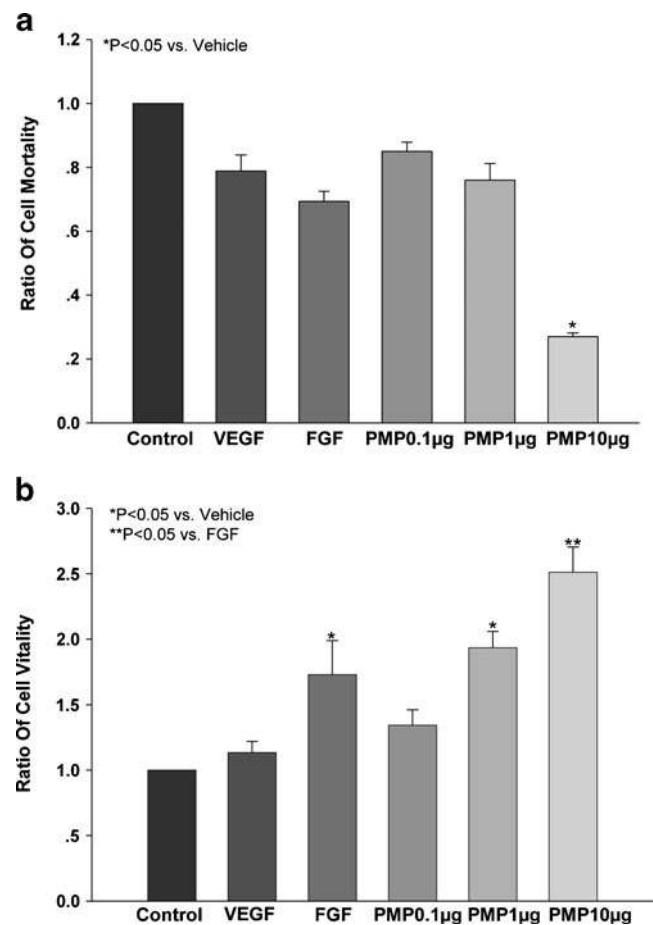 a
*P<0.05 vs. Vehicle
Ratio Of Cell Mortality
1.2
1.0
.8
.6
.4
.2
0.0
*
Control VEGF FGF PMP0.1µg PMP1µg PMP10µg
b
*P<0.05 vs. Vehicle
**P<0.05 vs. FGF
Ratio Of Cell Vitality
3.0
2.5
2.0
1.5
1.0
.5
0.0
* * **
Control VEGF FGF PMP0.1µg PMP1µg PMP10µg